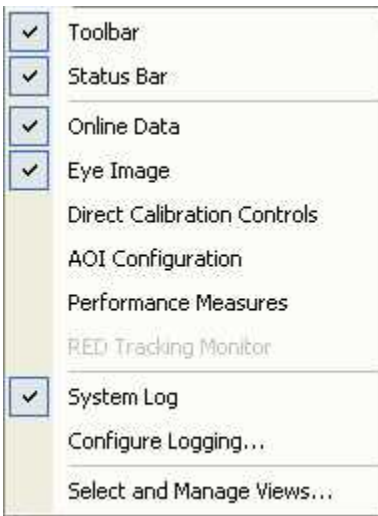 Toolbar
Status Bar
Online Data
Eye Image
Direct Calibration Controls
AOI Configuration
Performance Measures
RED Tracking Monitor
System Log
Configure Logging...
Select and Manage Views...